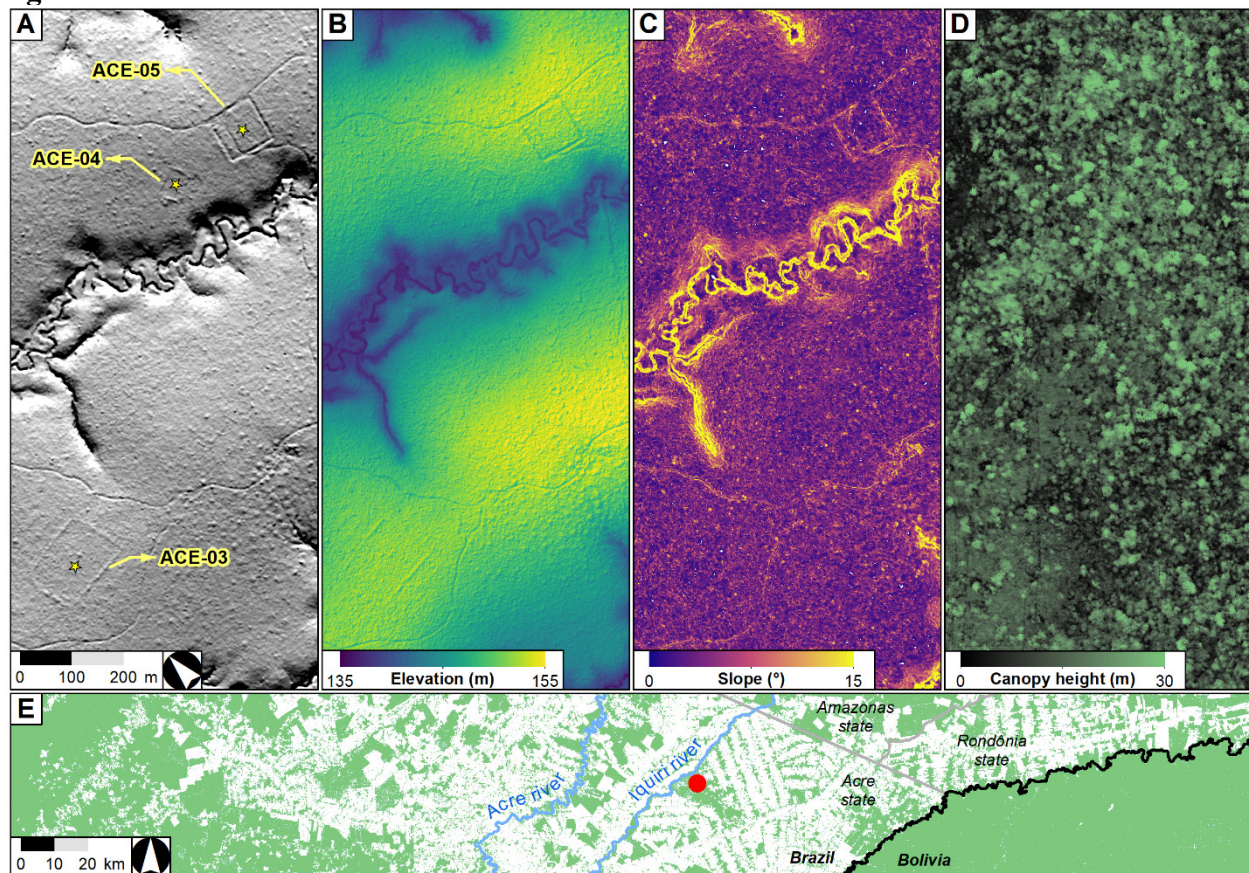 A
B
C
D
ACE-05
ACE-04
ACE-03
0 100 200 m
135 Elevation (m) 155
0 Slope (°) 15
0 Canopy height (m) 30
E
Amazonas
state
Rondônia
state
Acre river
Iquiri river
Acre
state
0 10 20 km
Brazil
Bolivia